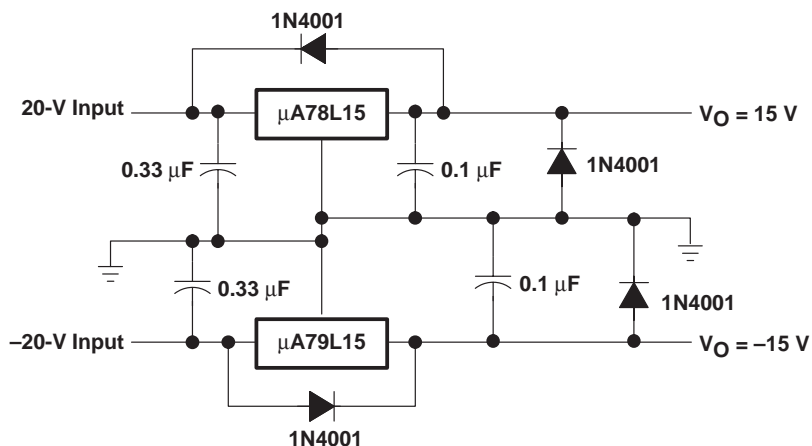 1N4001
20-V Input
μA78L15
VO = 15 V
0.33 μF
0.1 μF
1N4001
0.33 μF
0.1 μF
1N4001
–20-V Input
μA79L15
VO = –15 V
1N4001